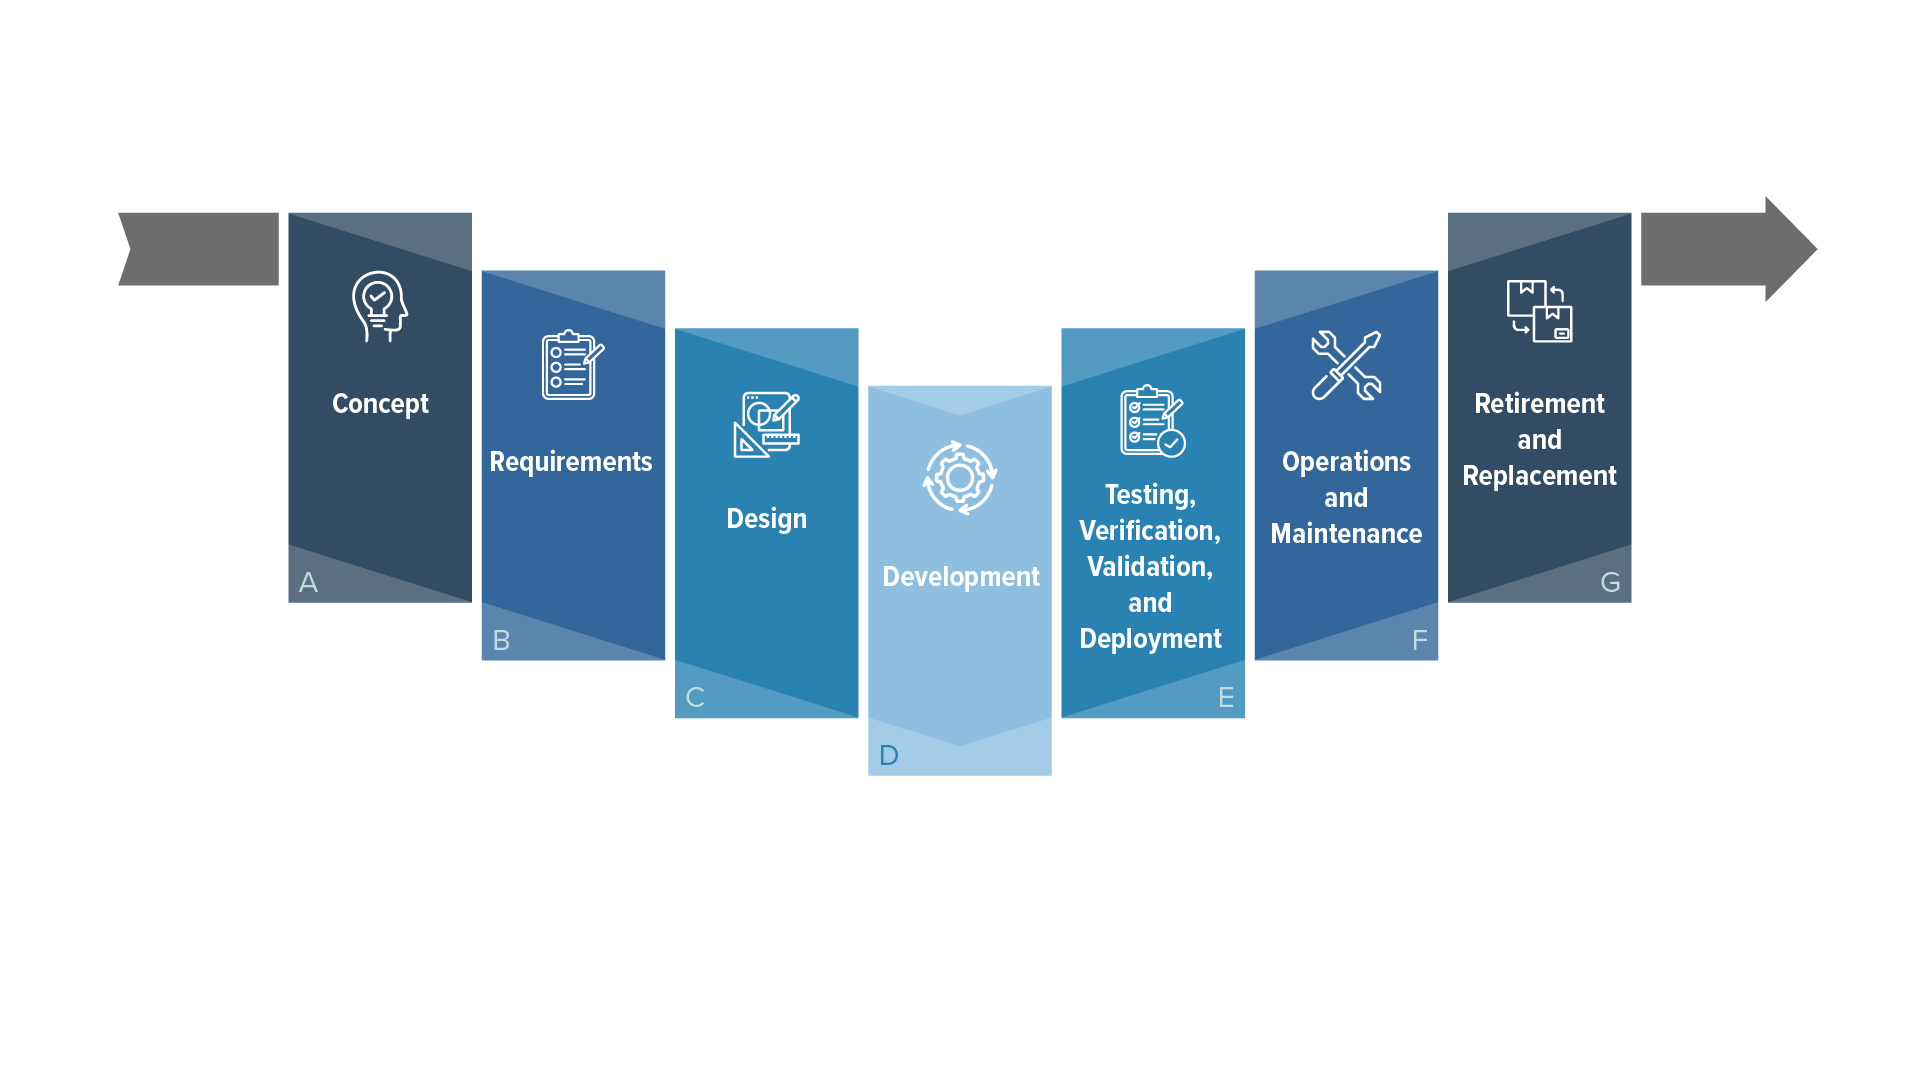 Concept
A
Requirements
B
Design
C
Development
D
Testing,
Verification,
Validation,
and
Deployment
E
Operations
and
Maintenance
F
Retirement
and
Replacement
G